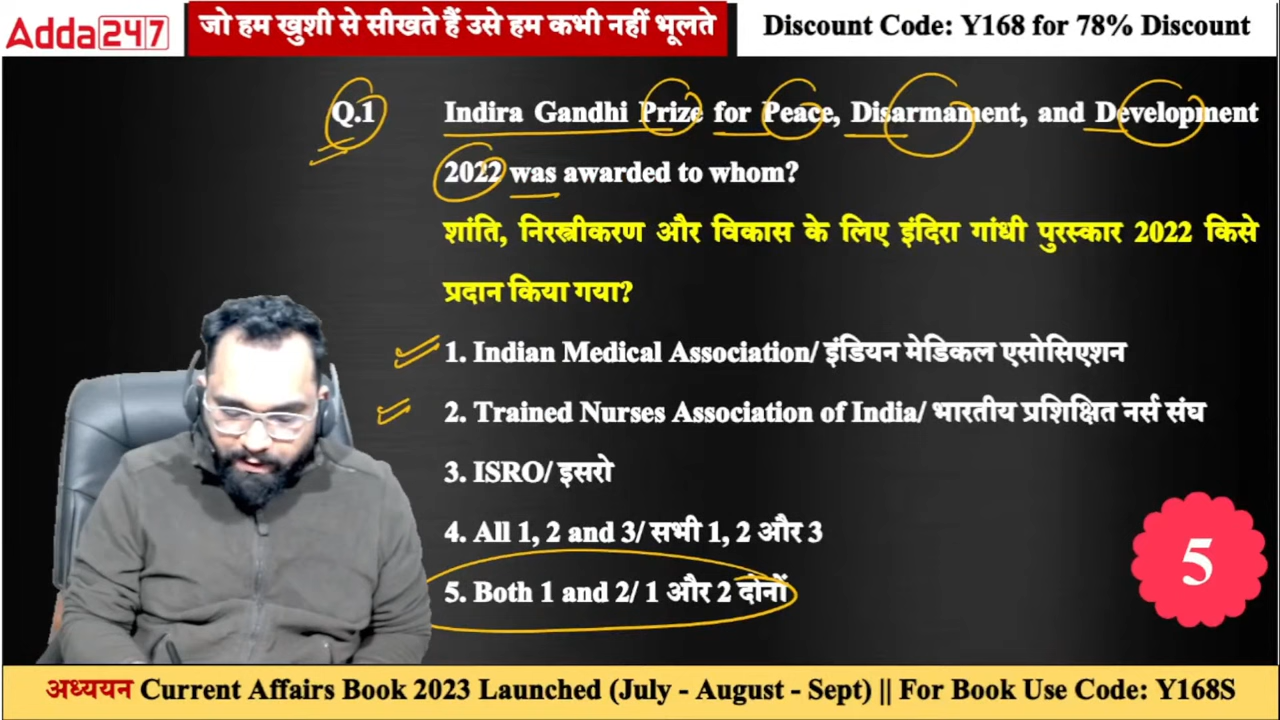 Adda247
जो हम खुशी से सीखते हैं उसे हम कभी नहीं भूलते
Discount Code: Y168 for 78% Discount
Q.1
Indira Gandhi Prize for Peace, Disarmament, and Development
2022 was awarded to whom?
शांति, निरस्त्रीकरण और विकास के लिए इंदिरा गांधी पुरस्कार 2022 किसे
प्रदान किया गया?
1. Indian Medical Association/ इंडियन मेडिकल एसोसिएशन
2. Trained Nurses Association of India/ भारतीय प्रशिक्षित नर्स संघ
3. ISRO/ इसरो
4. All 1, 2 and 3/ सभी 1, 2 और 3
5. Both 1 and 2/ 1 और 2 दोनों
5
अध्ययन Current Affairs Book 2023 Launched (July - August - Sept) || For Book Use Code: Y168S